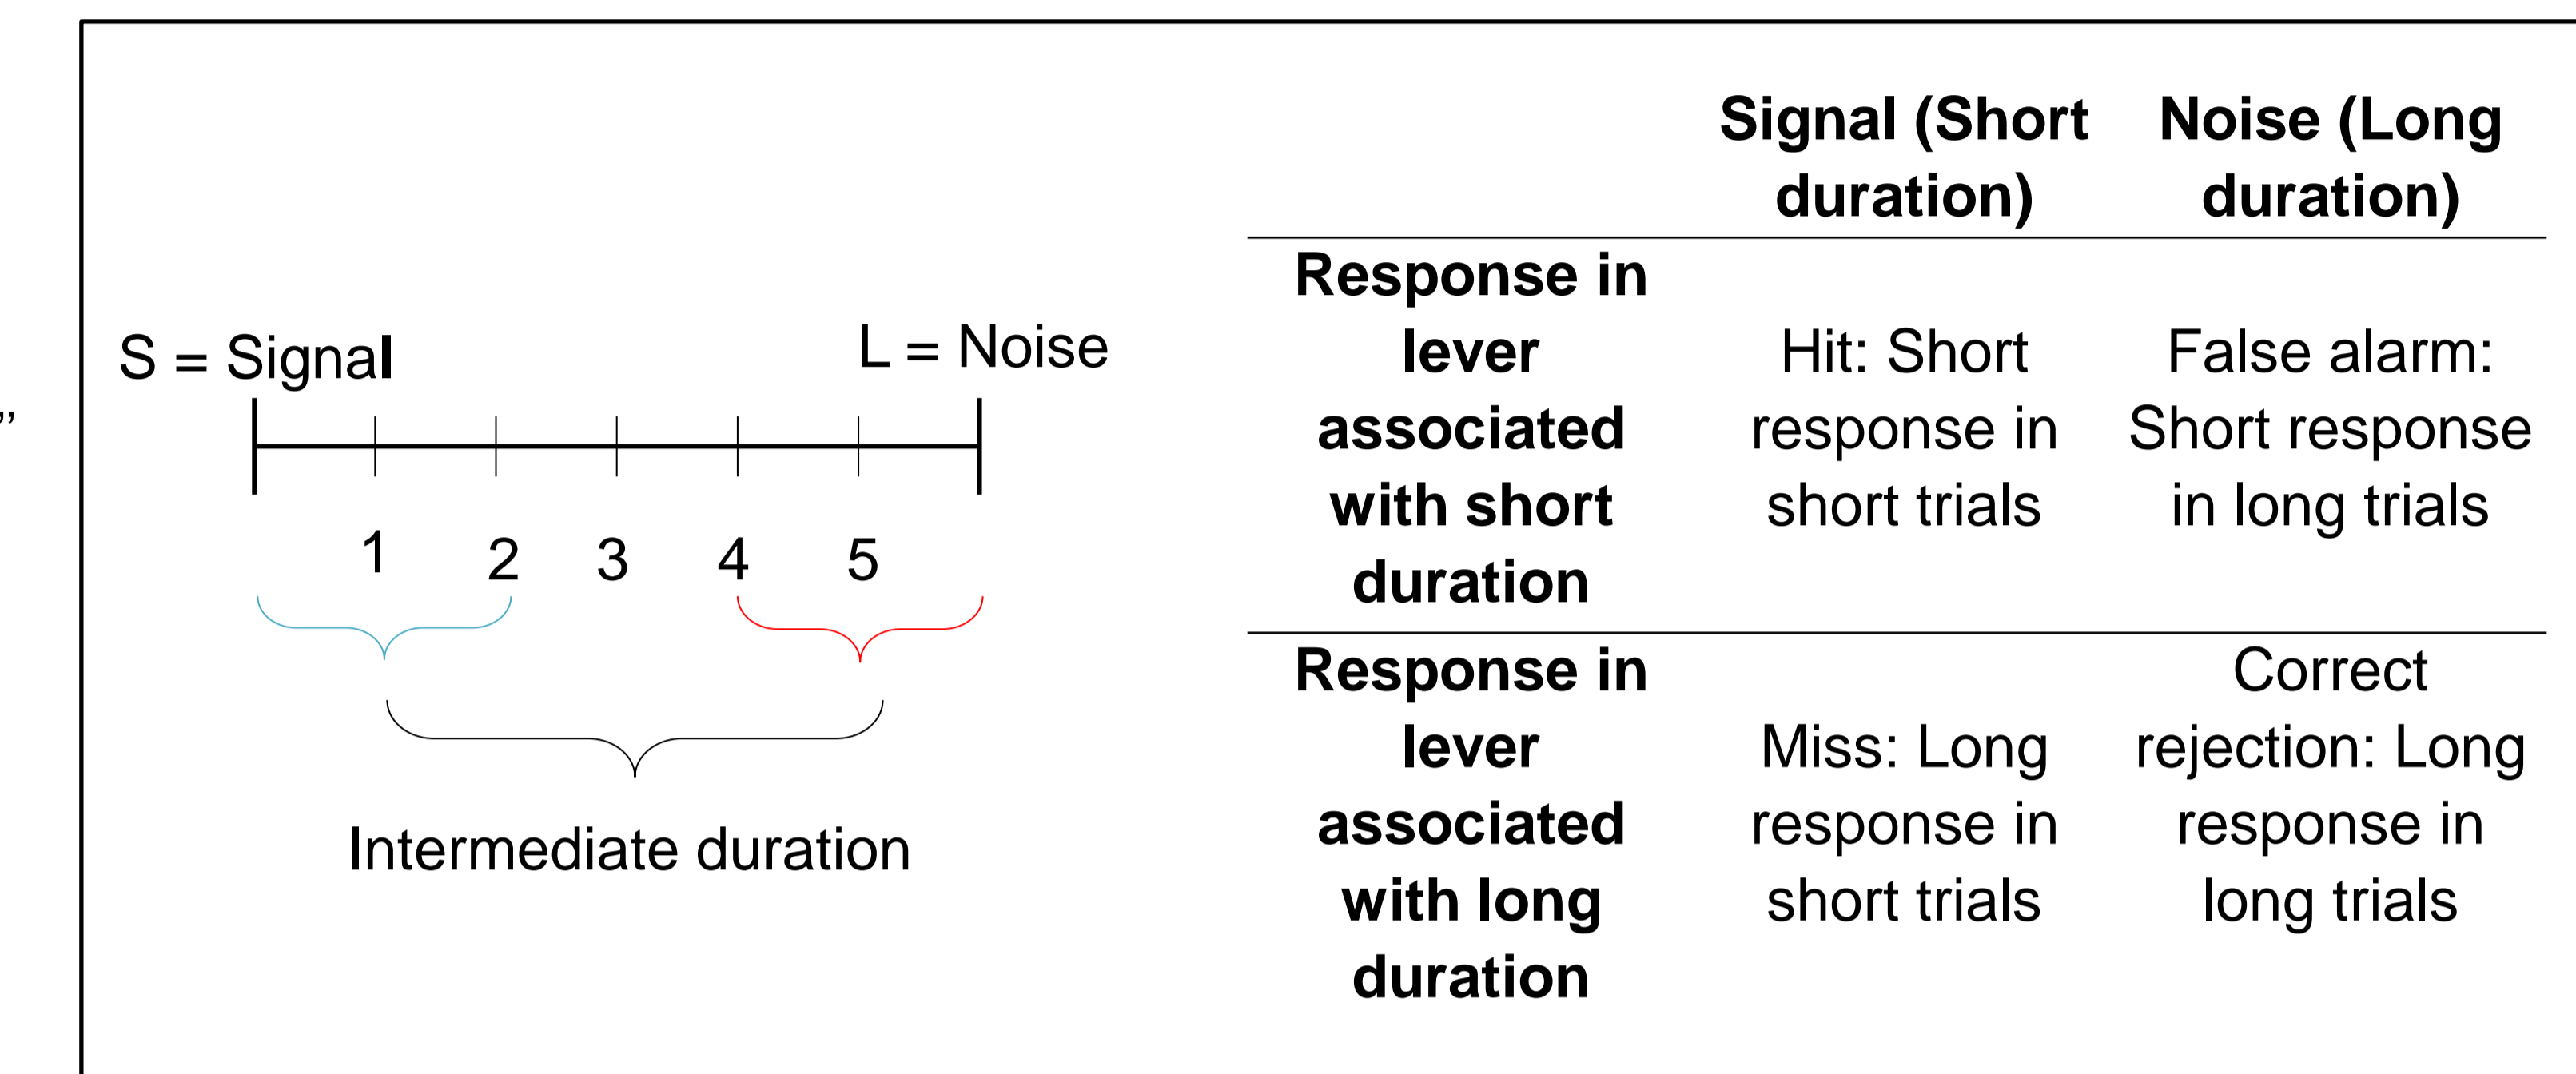 ”
S = Signal
L = Noise
1 2 3 4 5
Intermediate duration
Signal (Short
duration)
Noise (Long
duration)
Response in
lever
associated
with short
duration
Hit: Short
response in
short trials
False alarm:
Short response
in long trials
Response in
lever
associated
with long
duration
Miss: Long
response in
short trials
Correct
rejection: Long
response in
long trials